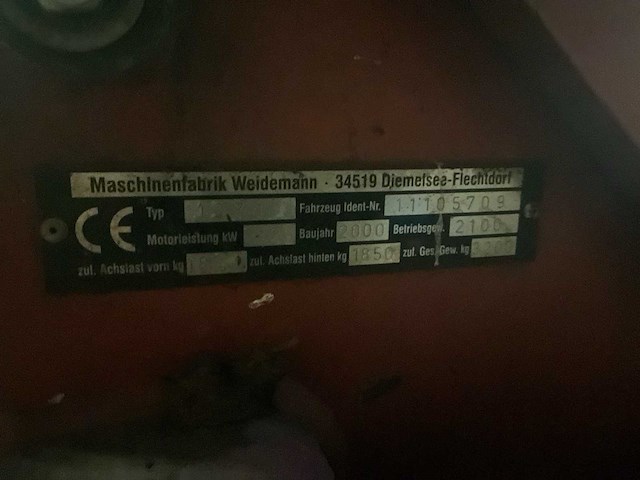 Maschinenfabrik Weidemann · 34519 Diemelsee-Flechtdorf
CE Typ Fahrzeug Ident-Nr. 11105709
Motorleistung kW Baujahr 2000 Betriebsgew. 2100
zul. Achslast vorn kg zul. Achslast hinten kg 1850 zul. Ges. Gew. kg